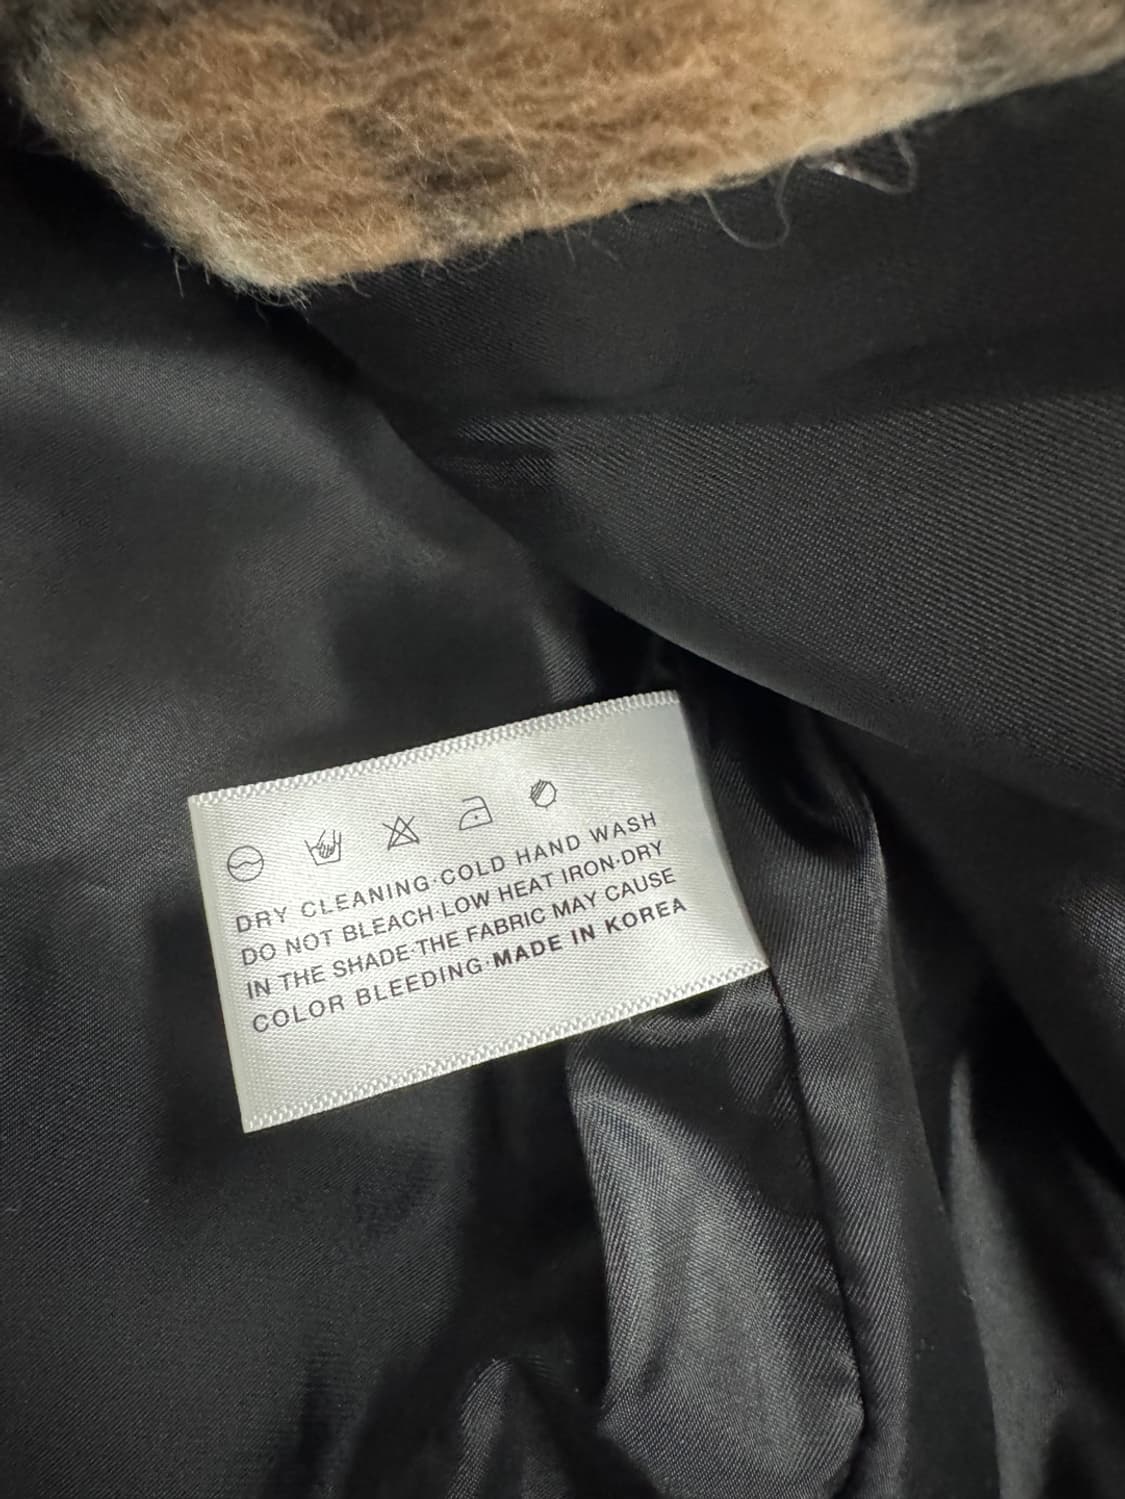 DRY CLEANING·COLD HAND WASH
DO NOT BLEACH·LOW HEAT IRON·DRY
IN THE SHADE·THE FABRIC MAY CAUSE
COLOR BLEEDING·MADE IN KOREA